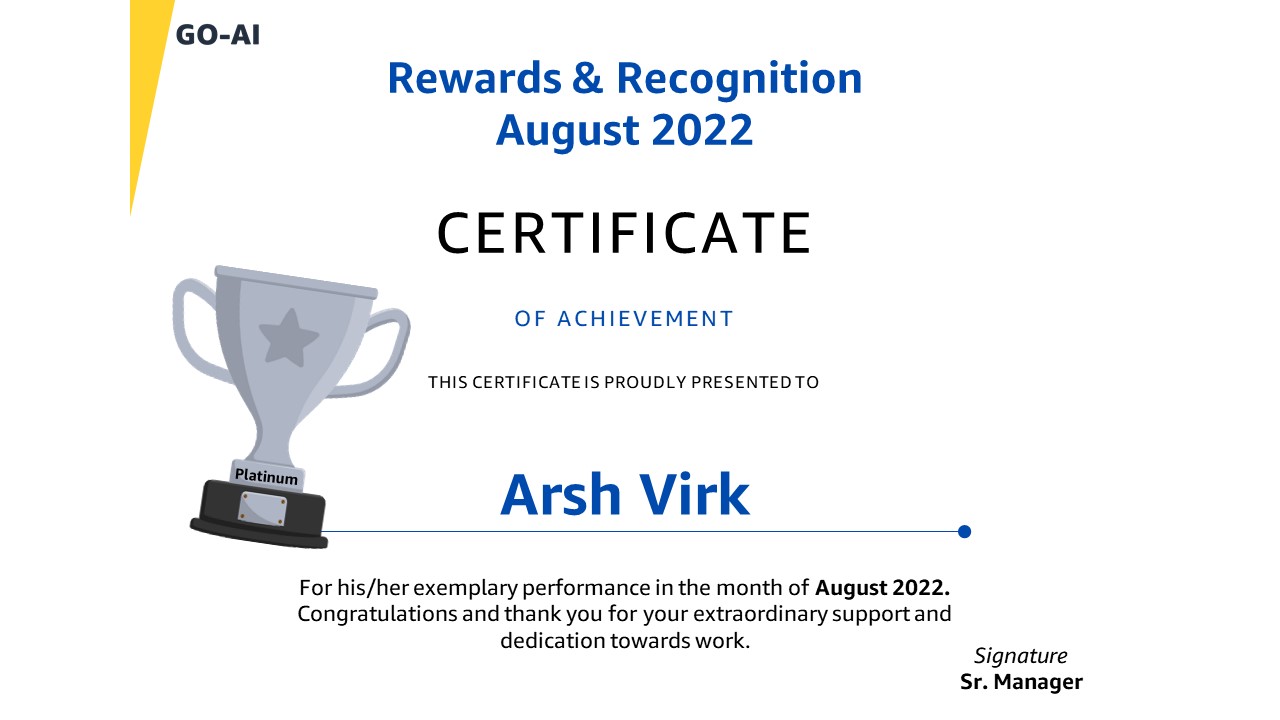 GO-AI
Rewards & Recognition
August 2022
CERTIFICATE
OF ACHIEVEMENT
THIS CERTIFICATE IS PROUDLY PRESENTED TO
Platinum
Arsh Virk
For his/her exemplary performance in the month of August 2022.
Congratulations and thank you for your extraordinary support and
dedication towards work.
Signature
Sr. Manager